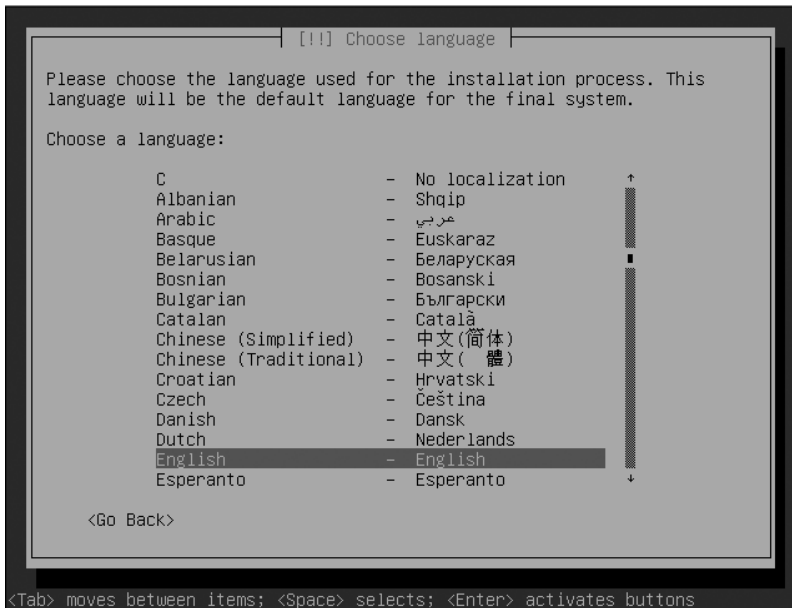 [!!] Choose language
Please choose the language used for the installation process. This
language will be the default language for the final system.
Choose a language:
C - No localization ↑
Albanian - Shqip
Arabic - عربي
Basque - Euskaraz
Belarusian - Беларуская
Bosnian - Bosanski
Bulgarian - Български
Catalan - Català
Chinese (Simplified) - 中文(简体)
Chinese (Traditional) - 中文( 體)
Croatian - Hrvatski
Czech - Čeština
Danish - Dansk
Dutch - Nederlands
English - English
Esperanto - Esperanto ↓
<Go Back>
<Tab> moves between items; <Space> selects; <Enter> activates buttons